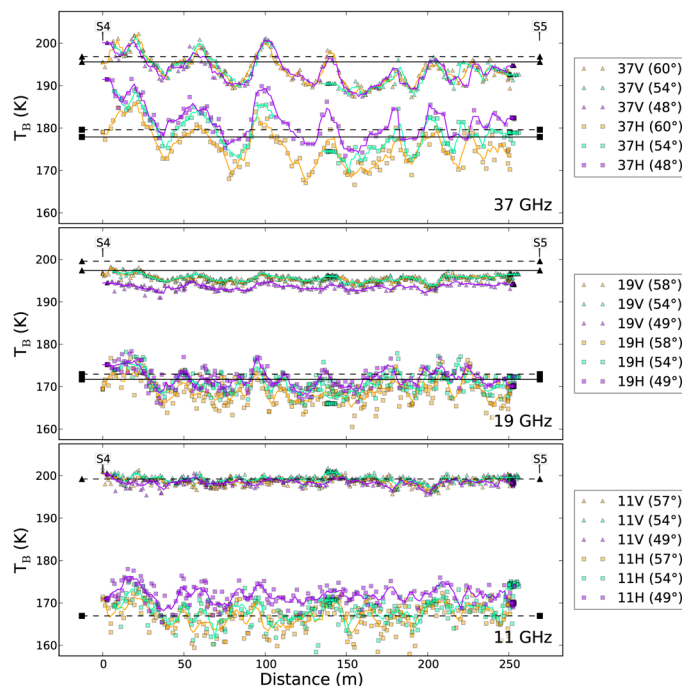 S4 S5
200
190
180
170
160
T_B (K)
37 GHz
37V (60°)
37V (54°)
37V (48°)
37H (60°)
37H (54°)
37H (48°)
S4 S5
200
190
180
170
160
T_B (K)
19 GHz
19V (58°)
19V (54°)
19V (49°)
19H (58°)
19H (54°)
19H (49°)
S4 S5
200
190
180
170
160
T_B (K)
11 GHz
11V (57°)
11V (54°)
11V (49°)
11H (57°)
11H (54°)
11H (49°)
0 50 100 150 200 250
Distance (m)